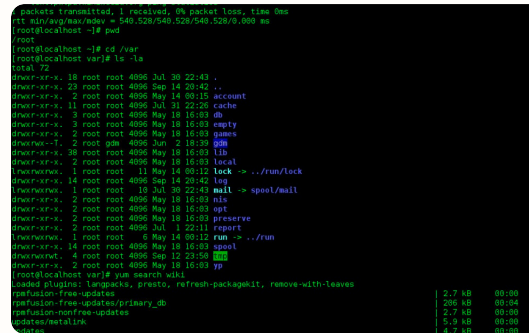 1 packets transmitted, 1 received, 0% packet loss, time 0ms
rtt min/avg/max/mdev = 540.528/540.528/540.528/0.000 ms
[root@localhost ~]# pwd
/root
[root@localhost ~]# cd /var
[root@localhost var]# ls -la
total 72
drwxr-xr-x. 18 root root 4096 Jul 30 22:43 .
drwxr-xr-x. 23 root root 4096 Sep 14 20:42 ..
drwxr-xr-x. 2 root root 4096 May 14 00:15 account
drwxr-xr-x. 11 root root 4096 Jul 31 22:26 cache
drwxr-xr-x. 3 root root 4096 May 18 16:03 db
drwxr-xr-x. 3 root root 4096 May 18 16:03 empty
drwxr-xr-x. 2 root root 4096 May 18 16:03 games
drwxrwx--T. 2 root gdm 4096 Jun 2 18:39 gdm
drwxr-xr-x. 38 root root 4096 May 18 16:03 lib
drwxr-xr-x. 2 root root 4096 May 18 16:03 local
lrwxrwxrwx. 1 root root 11 May 14 00:12 lock -> ../run/lock
drwxr-xr-x. 14 root root 4096 Sep 14 20:42 log
lrwxrwxrwx. 1 root root 10 Jul 30 22:43 mail -> spool/mail
drwxr-xr-x. 2 root root 4096 May 18 16:03 nis
drwxr-xr-x. 2 root root 4096 May 18 16:03 opt
drwxr-xr-x. 2 root root 4096 May 18 16:03 preserve
drwxr-xr-x. 2 root root 4096 Jul 1 22:11 report
lrwxrwxrwx. 1 root root 6 May 14 00:12 run -> ../run
drwxr-xr-x. 14 root root 4096 May 18 16:03 spool
drwxrwxrwt. 4 root root 4096 Sep 12 23:50 tmp
drwxr-xr-x. 2 root root 4096 May 18 16:03 yp
[root@localhost var]# yum search wiki
Loaded plugins: langpacks, presto, refresh-packagekit, remove-with-leaves
rpmfusion-free-updates | 2.7 kB 00:00
rpmfusion-free-updates/primary_db | 206 kB 00:04
rpmfusion-nonfree-updates | 2.7 kB 00:00
updates/metalink | 5.9 kB 00:00
updates | 4.7 kB 00:00